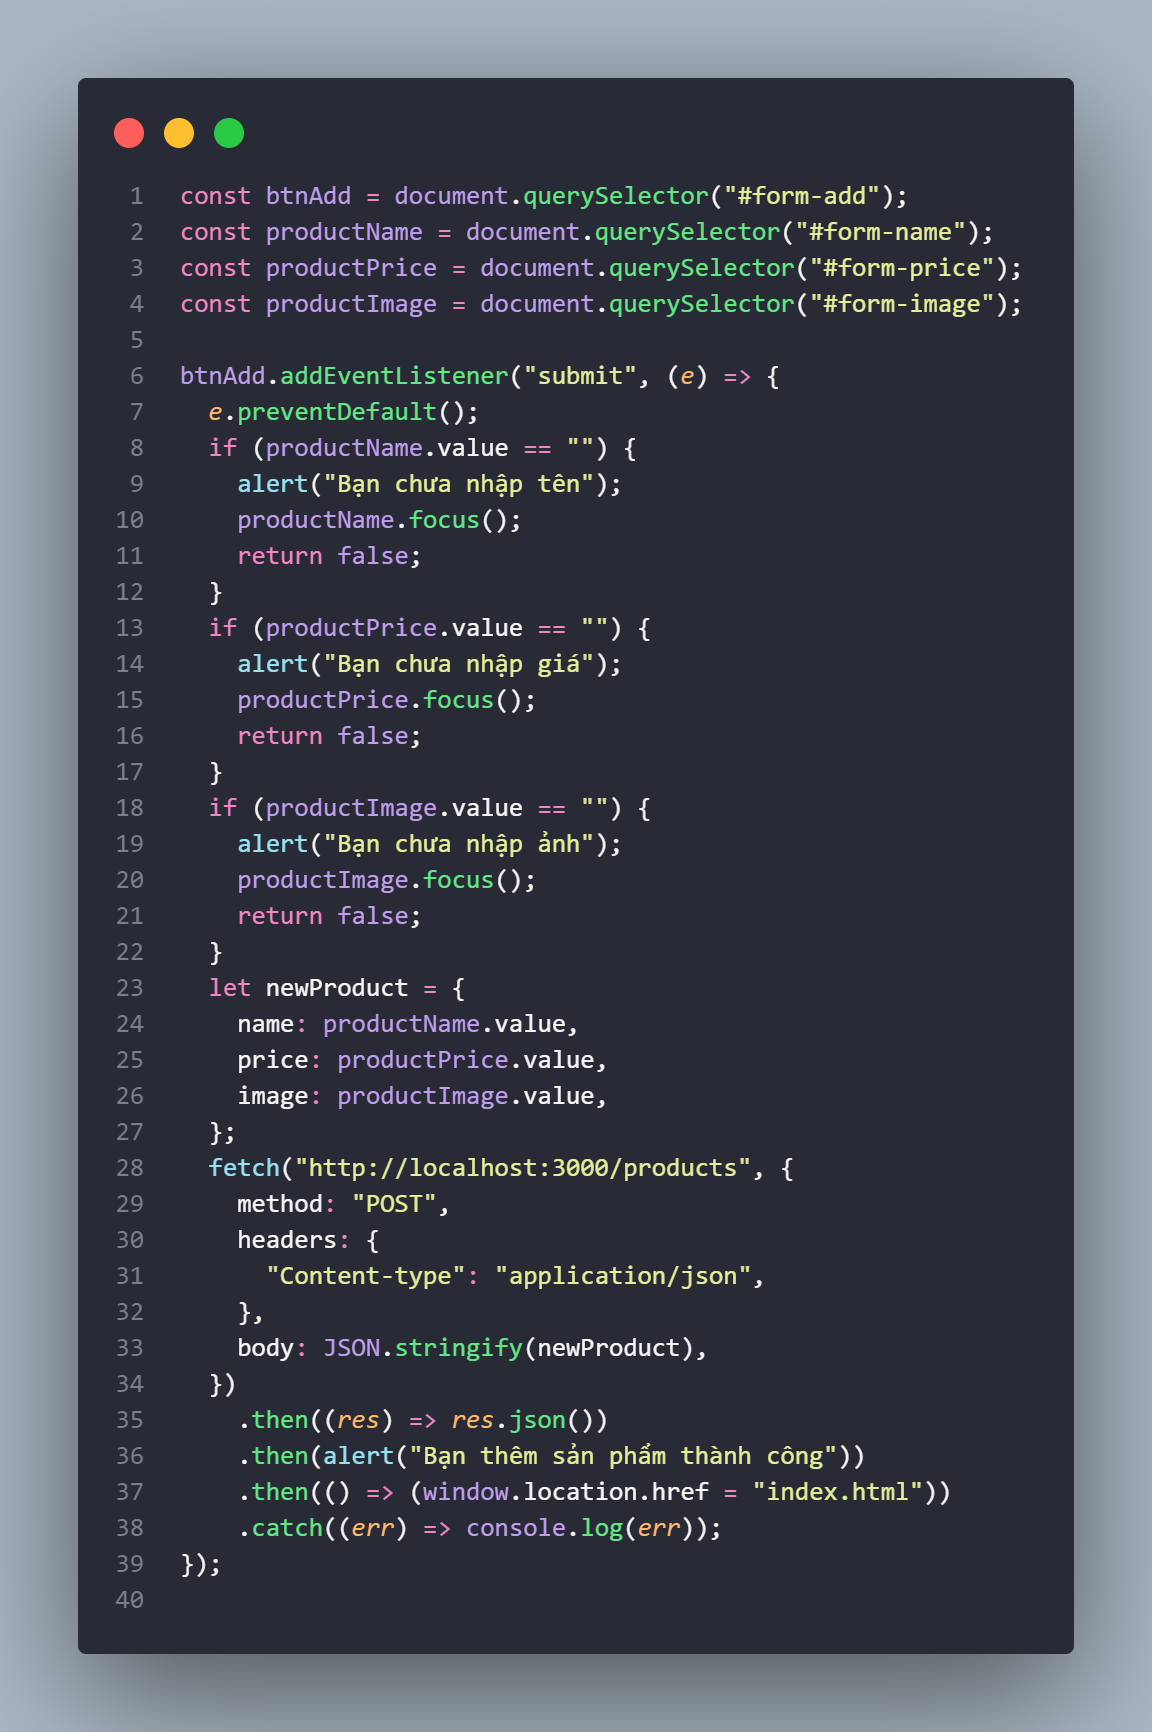 1 const btnAdd = document.querySelector("#form-add");
2 const productName = document.querySelector("#form-name");
3 const productPrice = document.querySelector("#form-price");
4 const productImage = document.querySelector("#form-image");
5
6 btnAdd.addEventListener("submit", (e) => {
7   e.preventDefault();
8   if (productName.value == "") {
9     alert("Bạn chưa nhập tên");
10     productName.focus();
11     return false;
12   }
13   if (productPrice.value == "") {
14     alert("Bạn chưa nhập giá");
15     productPrice.focus();
16     return false;
17   }
18   if (productImage.value == "") {
19     alert("Bạn chưa nhập ảnh");
20     productImage.focus();
21     return false;
22   }
23   let newProduct = {
24     name: productName.value,
25     price: productPrice.value,
26     image: productImage.value,
27   };
28   fetch("http://localhost:3000/products", {
29     method: "POST",
30     headers: {
31       "Content-type": "application/json",
32     },
33     body: JSON.stringify(newProduct),
34   })
35     .then((res) => res.json())
36     .then(alert("Bạn thêm sản phẩm thành công"))
37     .then(() => (window.location.href = "index.html"))
38     .catch((err) => console.log(err));
39 });
40